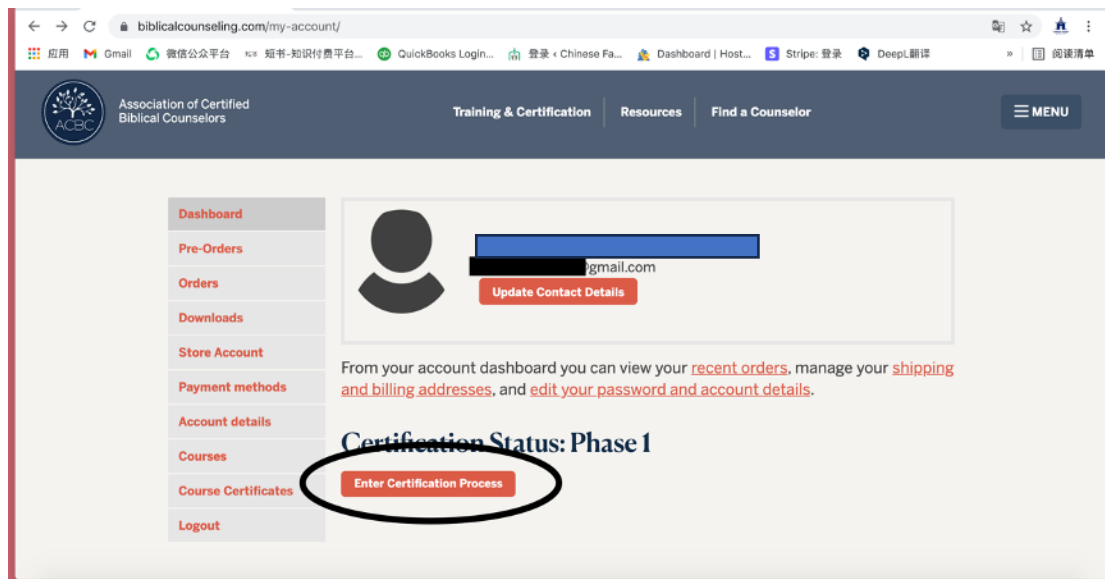 biblicalcounseling.com/my-account/
应用 Gmail 微信公众平台 短书-知识付费平台... QuickBooks Login... 登录 ‹ Chinese Fa... Dashboard | Host... Stripe: 登录 DeepL翻译 » 阅读清单
ACBC
Association of Certified
Biblical Counselors
Training & Certification Resources Find a Counselor MENU
Dashboard
Pre-Orders
Orders
Downloads
Store Account
Payment methods
Account details
Courses
Course Certificates
Logout
@gmail.com
Update Contact Details
From your account dashboard you can view your recent orders, manage your shipping
and billing addresses, and edit your password and account details.
Certification Status: Phase 1
Enter Certification Process